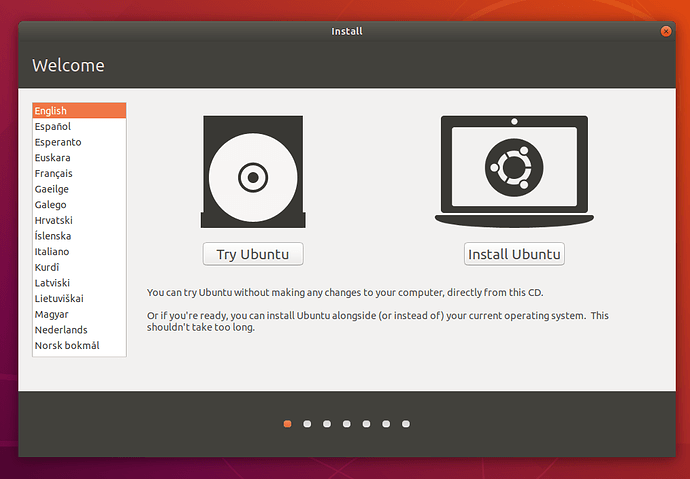 Install
Welcome
English
Español
Esperanto
Euskara
Français
Gaeilge
Galego
Hrvatski
Íslenska
Italiano
Kurdî
Latviski
Lietuviškai
Magyar
Nederlands
Norsk bokmål
Try Ubuntu
Install Ubuntu
You can try Ubuntu without making any changes to your computer, directly from this CD.
Or if you're ready, you can install Ubuntu alongside (or instead of) your current operating system. This
shouldn't take too long.